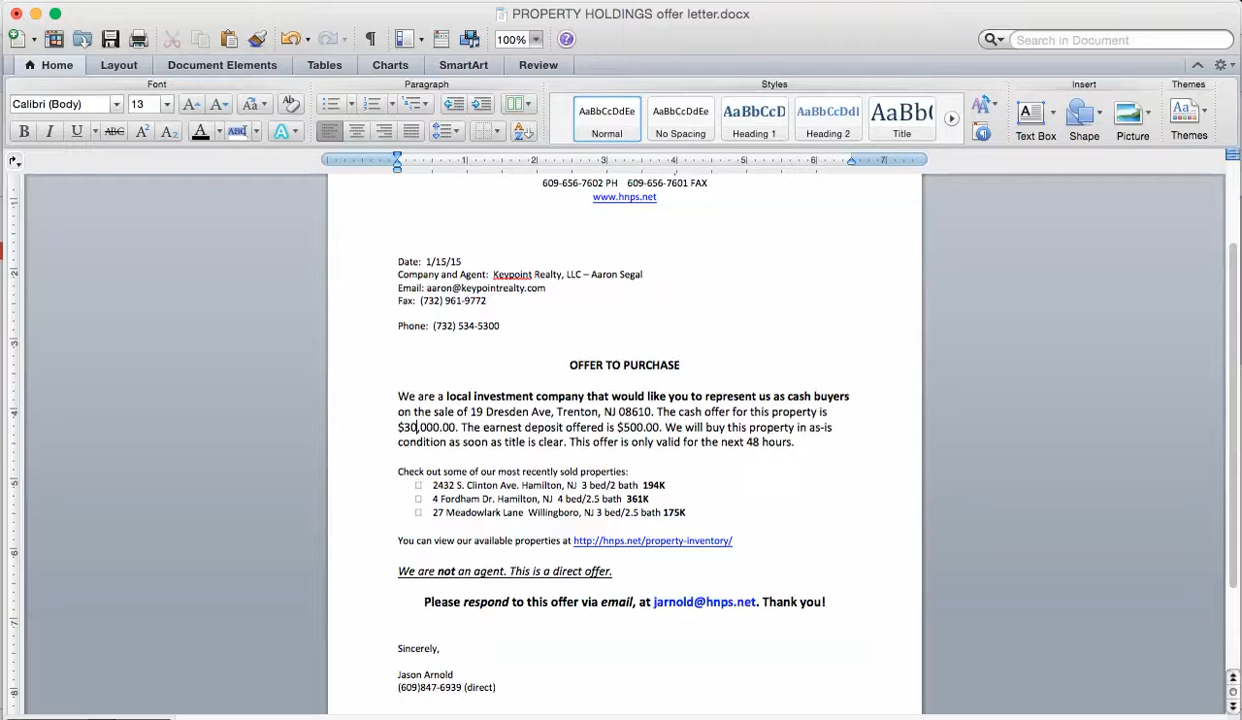 PROPERTY HOLDINGS offer letter.docx
100%
Search in Document
Home Layout Document Elements Tables Charts SmartArt Review
Font Paragraph Styles Insert Themes
Calibri (Body) 13
AaBbCcDdEe AaBbCcDdEe AaBbCcD AaBbCcDdI AaBb(
Normal No Spacing Heading 1 Heading 2 Title
Text Box Shape Picture Themes
1 2 3 4 5 6 7
609-656-7602 PH 609-656-7601 FAX
www.hnps.net
Date: 1/15/15
Company and Agent: Keypoint Realty, LLC – Aaron Segal
Email: aaron@keypointrealty.com
Fax: (732) 961-9772
Phone: (732) 534-5300
OFFER TO PURCHASE
We are a local investment company that would like you to represent us as cash buyers
on the sale of 19 Dresden Ave, Trenton, NJ 08610. The cash offer for this property is
$30,000.00. The earnest deposit offered is $500.00. We will buy this property in as-is
condition as soon as title is clear. This offer is only valid for the next 48 hours.
Check out some of our most recently sold properties:
2432 S. Clinton Ave. Hamilton, NJ 3 bed/2 bath 194K
4 Fordham Dr. Hamilton, NJ 4 bed/2.5 bath 361K
27 Meadowlark Lane Willingboro, NJ 3 bed/2.5 bath 175K
You can view our available properties at http://hnps.net/property-inventory/
We are not an agent. This is a direct offer.
Please respond to this offer via email, at jarnold@hnps.net. Thank you!
Sincerely,
Jason Arnold
(609)847-6939 (direct)